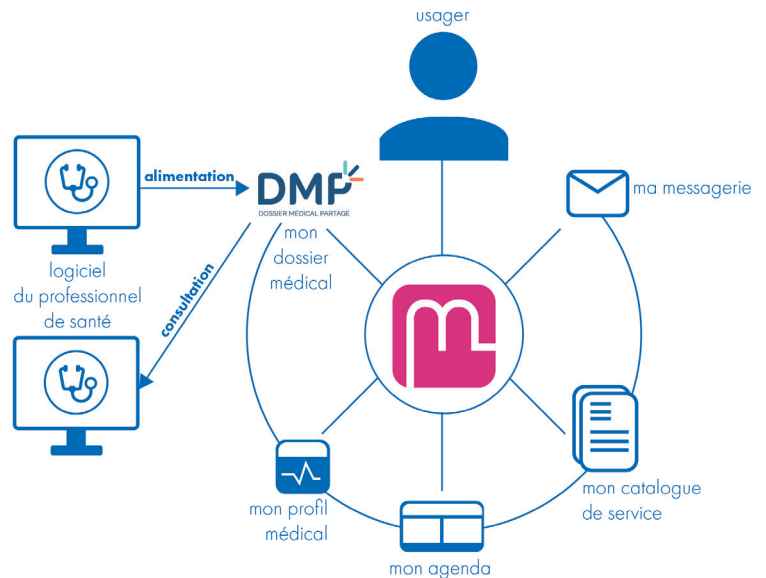 usager
alimentation
DMP
DOSSIER MÉDICAL PARTAGÉ
mon
dossier
médical
ma messagerie
logiciel
du professionnel
de santé
consultation
m
mon catalogue
de service
mon profil
médical
mon agenda